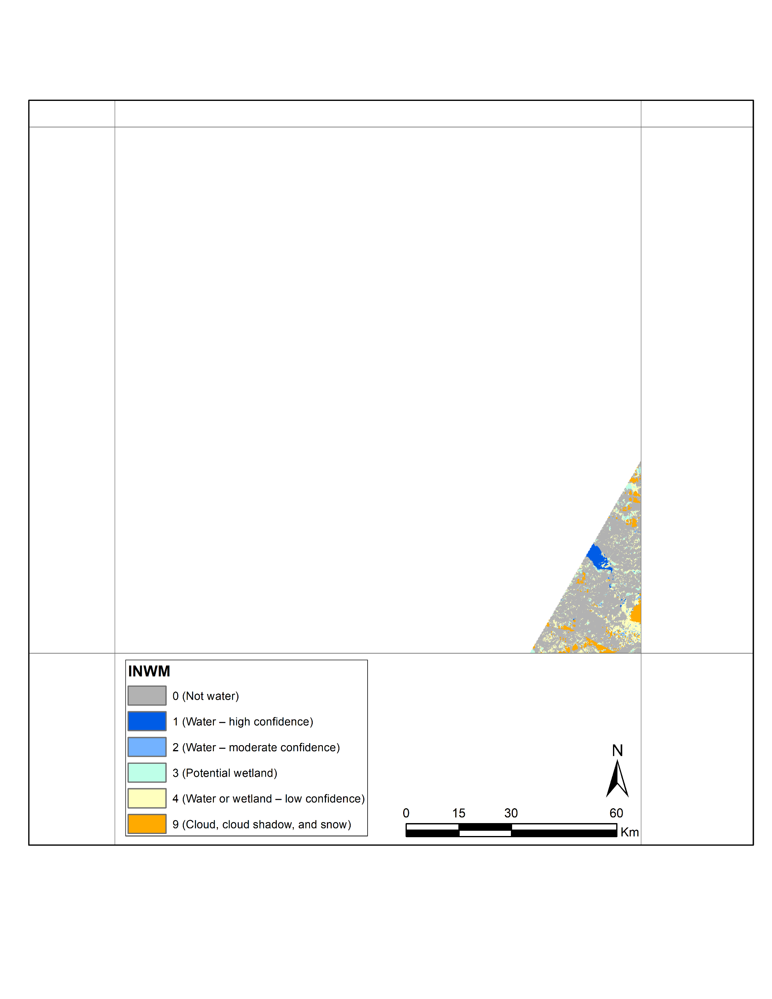 INWM
0 (Not water)
1 (Water – high confidence)
2 (Water – moderate confidence)
3 (Potential wetland)
4 (Water or wetland – low confidence)
9 (Cloud, cloud shadow, and snow)
N
0 15 30 60
Km